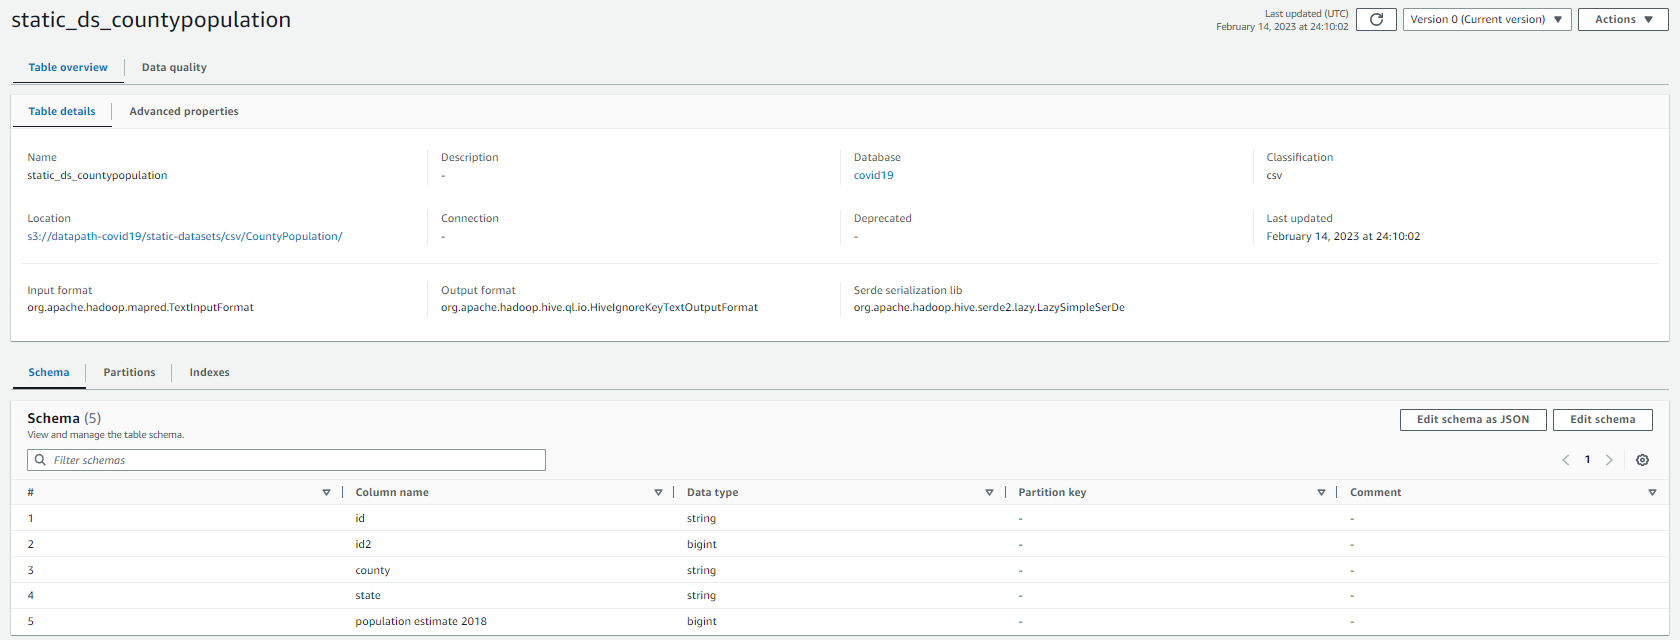 static_ds_countypopulation
Last updated (UTC)
February 14, 2023 at 24:10:02
Version 0 (Current version)
Actions
Table overview
Data quality
Table details
Advanced properties
Name
static_ds_countypopulation
Description
-
Database
covid19
Classification
csv
Location
s3://datapath-covid19/static-datasets/csv/CountyPopulation/
Connection
-
Deprecated
-
Last updated
February 14, 2023 at 24:10:02
Input format
org.apache.hadoop.mapred.TextInputFormat
Output format
org.apache.hadoop.hive.ql.io.HiveIgnoreKeyTextOutputFormat
Serde serialization lib
org.apache.hadoop.hive.serde2.lazy.LazySimpleSerDe
Schema
Partitions
Indexes
Schema (5)
View and manage the table schema.
Edit schema as JSON
Edit schema
Filter schemas
1
# Column name Data type Partition key Comment
1 id string - -
2 id2 bigint - -
3 county string - -
4 state string - -
5 population estimate 2018 bigint - -